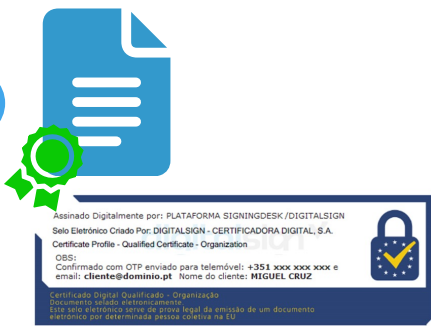 Assinado Digitalmente por: PLATAFORMA SIGNINGDESK /DIGITALSIGN
Selo Eletrónico Criado Por: DIGITALSIGN - CERTIFICADORA DIGITAL, S.A.
Certificate Profile - Qualified Certificate - Organization
OBS:
Confirmado com OTP enviado para telemóvel: +351 xxx xxx xxx e
email: cliente@dominio.pt Nome do cliente: MIGUEL CRUZ
Certificado Digital Qualificado - Organização
Documento selado eletronicamente
Este selo eletrónico serve de prova legal da emissão de um documento
eletrónico por determinada pessoa coletiva na EU